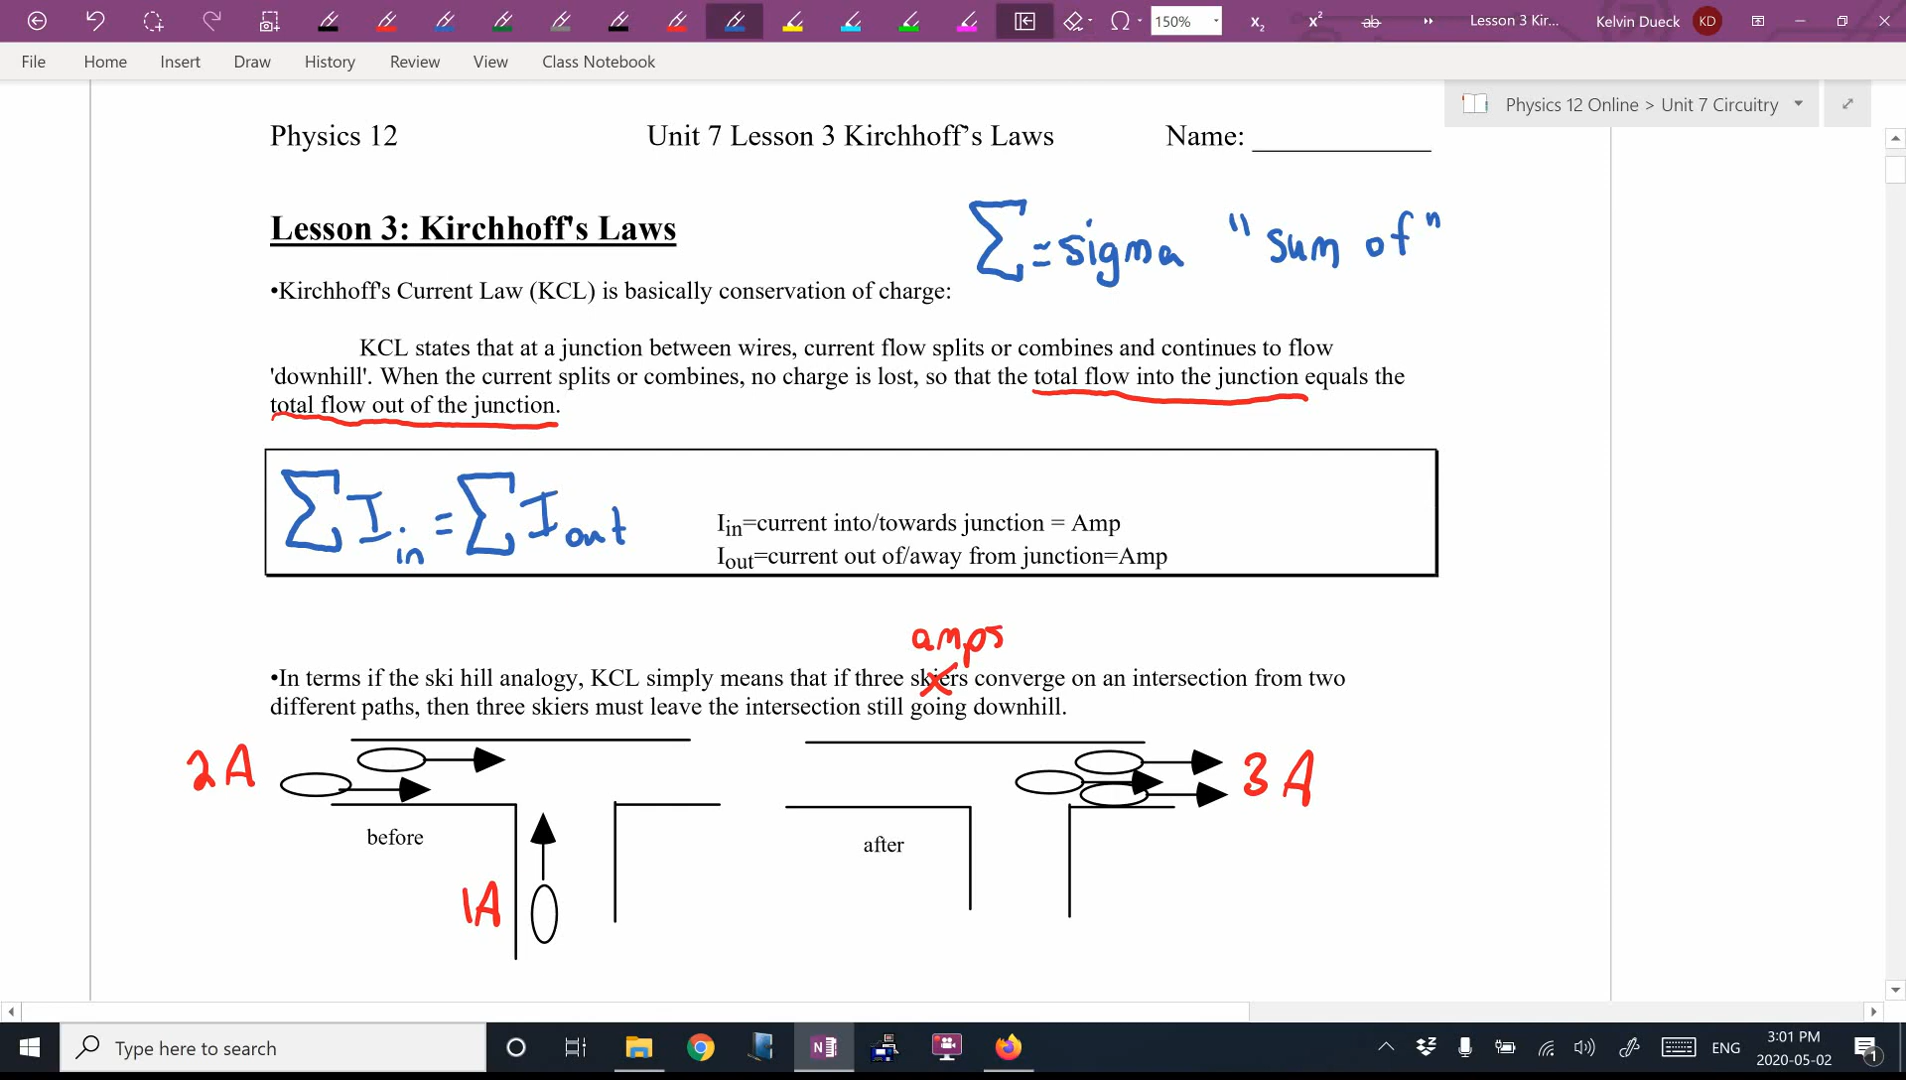 150%
x₂
x²
ab
Lesson 3 Kir...
Kelvin Dueck
KD
File Home Insert Draw History Review View Class Notebook
Physics 12 Online > Unit 7 Circuitry
Physics 12 Unit 7 Lesson 3 Kirchhoff’s Laws Name: ____________
Lesson 3: Kirchhoff's Laws
Σ = sigma "sum of"
•Kirchhoff's Current Law (KCL) is basically conservation of charge:
KCL states that at a junction between wires, current flow splits or combines and continues to flow
'downhill'. When the current splits or combines, no charge is lost, so that the total flow into the junction equals the
total flow out of the junction.
Σ I in = Σ I out
Iin=current into/towards junction = Amp
Iout=current out of/away from junction=Amp
amps
•In terms if the ski hill analogy, KCL simply means that if three skiers converge on an intersection from two
different paths, then three skiers must leave the intersection still going downhill.
2A
3 A
before
after
1A
Type here to search
ENG
3:01 PM
2020-05-02
1